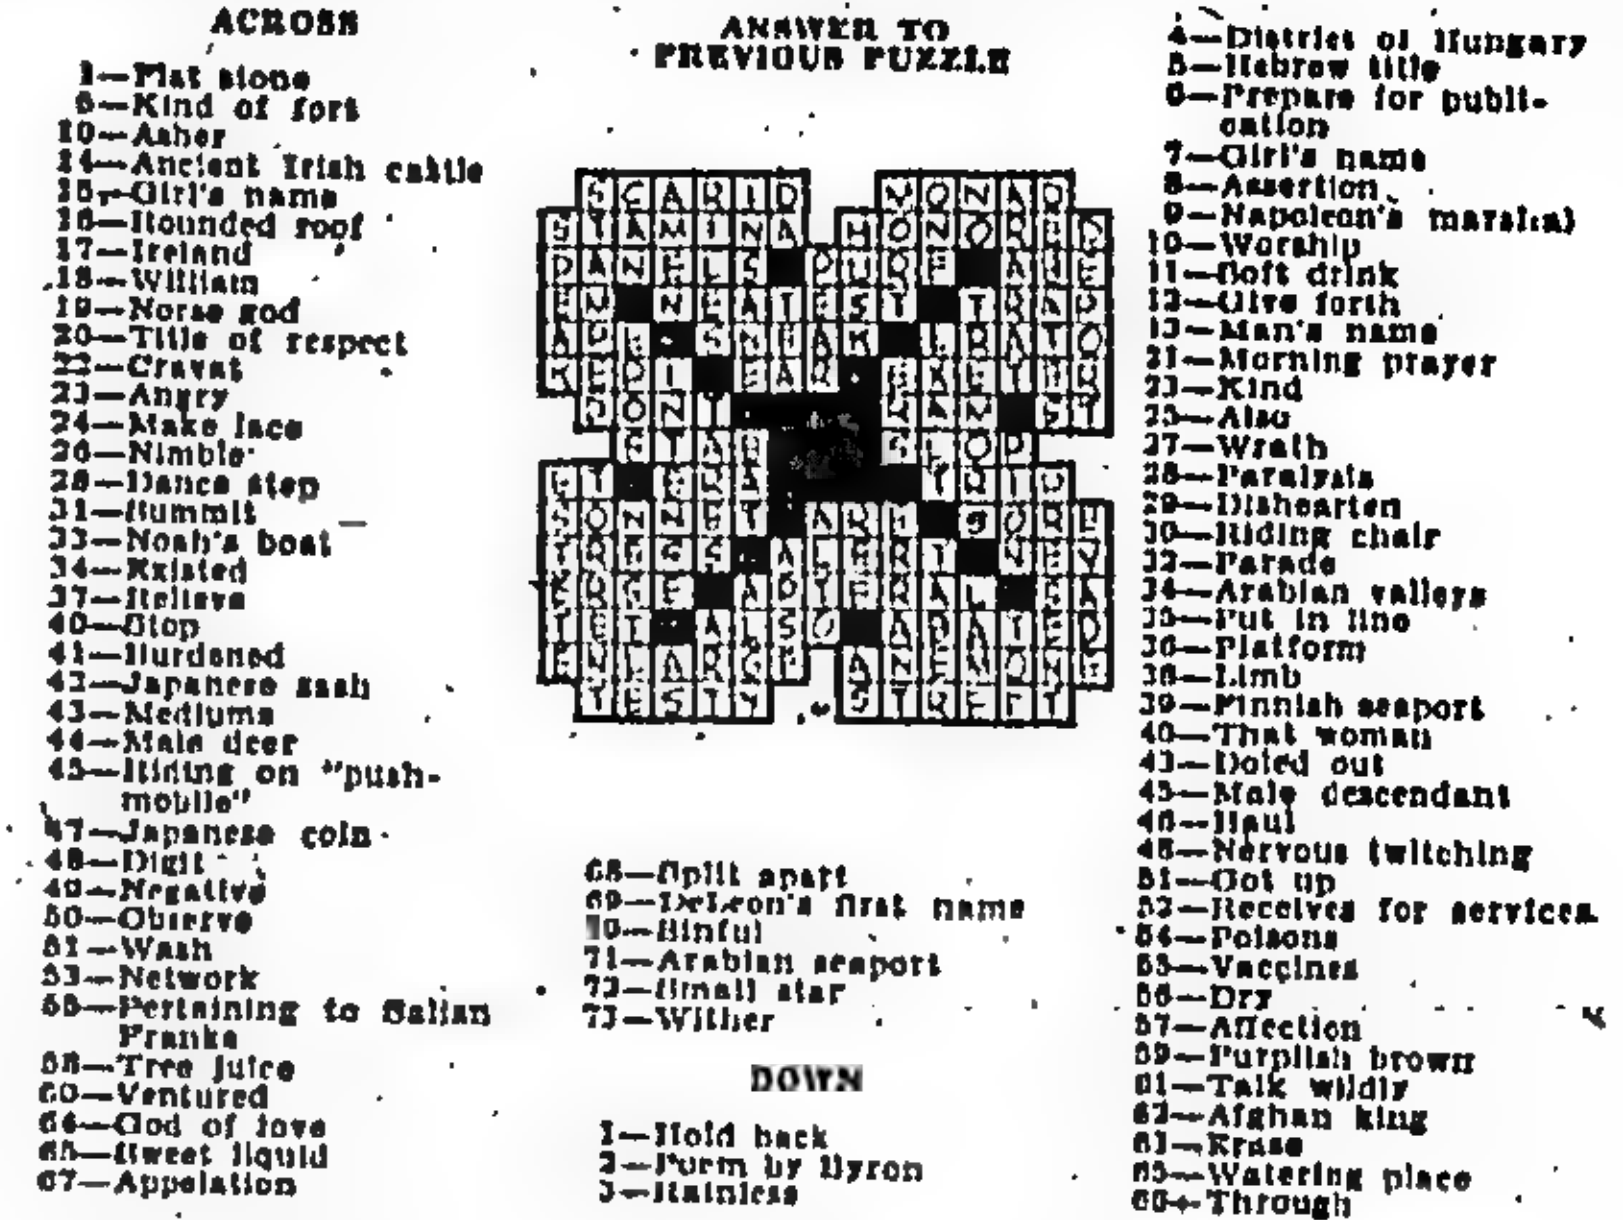 ACROSS
1—Flat stone
6—Kind of fort
10—Asher
14—Ancient Irish cattle
15—Girl's name
16—Rounded roof
17—Ireland
18—William
19—Norse god
20—Title of respect
22—Cravat
23—Angry
24—Make lace
26—Nimble
28—Dance step
31—Summit
33—Noah's boat
34—Existed
37—Relieve
40—Stop
41—Burdened
42—Japanese sash
43—Mediums
44—Male deer
45—Riding on "push-
mobile"
47—Japanese coin
48—Digit
49—Negative
50—Observe
51—Wash
53—Network
55—Pertaining to Salian
Franks
58—Tree juice
60—Ventured
64—God of love
65—Sweet liquid
67—Appelation
ANSWER TO
PREVIOUS PUZZLE
68—Split apart
69—DeLeon's first name
70—Sinful
71—Arabian seaport
72—Small star
73—Wither
DOWN
1—Hold back
2—Poem by Byron
3—Stainless
4—District of Hungary
5—Hebrew title
6—Prepare for publi-
cation
7—Girl's name
8—Assertion
9—Napoleon's marshal
10—Worship
11—Soft drink
12—Give forth
13—Man's name
21—Morning prayer
23—Kind
25—Also
27—Wrath
28—Paralysis
29—Dishearten
30—Riding chair
32—Parade
34—Arabian valleys
35—Put in line
36—Platform
38—Limb
39—Finnish seaport
40—That woman
43—Doled out
45—Male descendant
46—Haul
48—Nervous twitching
51—Got up
52—Receives for services
54—Poisons
55—Vaccines
56—Dry
57—Affection
59—Purplish brown
61—Talk wildly
62—Afghan king
63—Erase
65—Watering place
66—Through